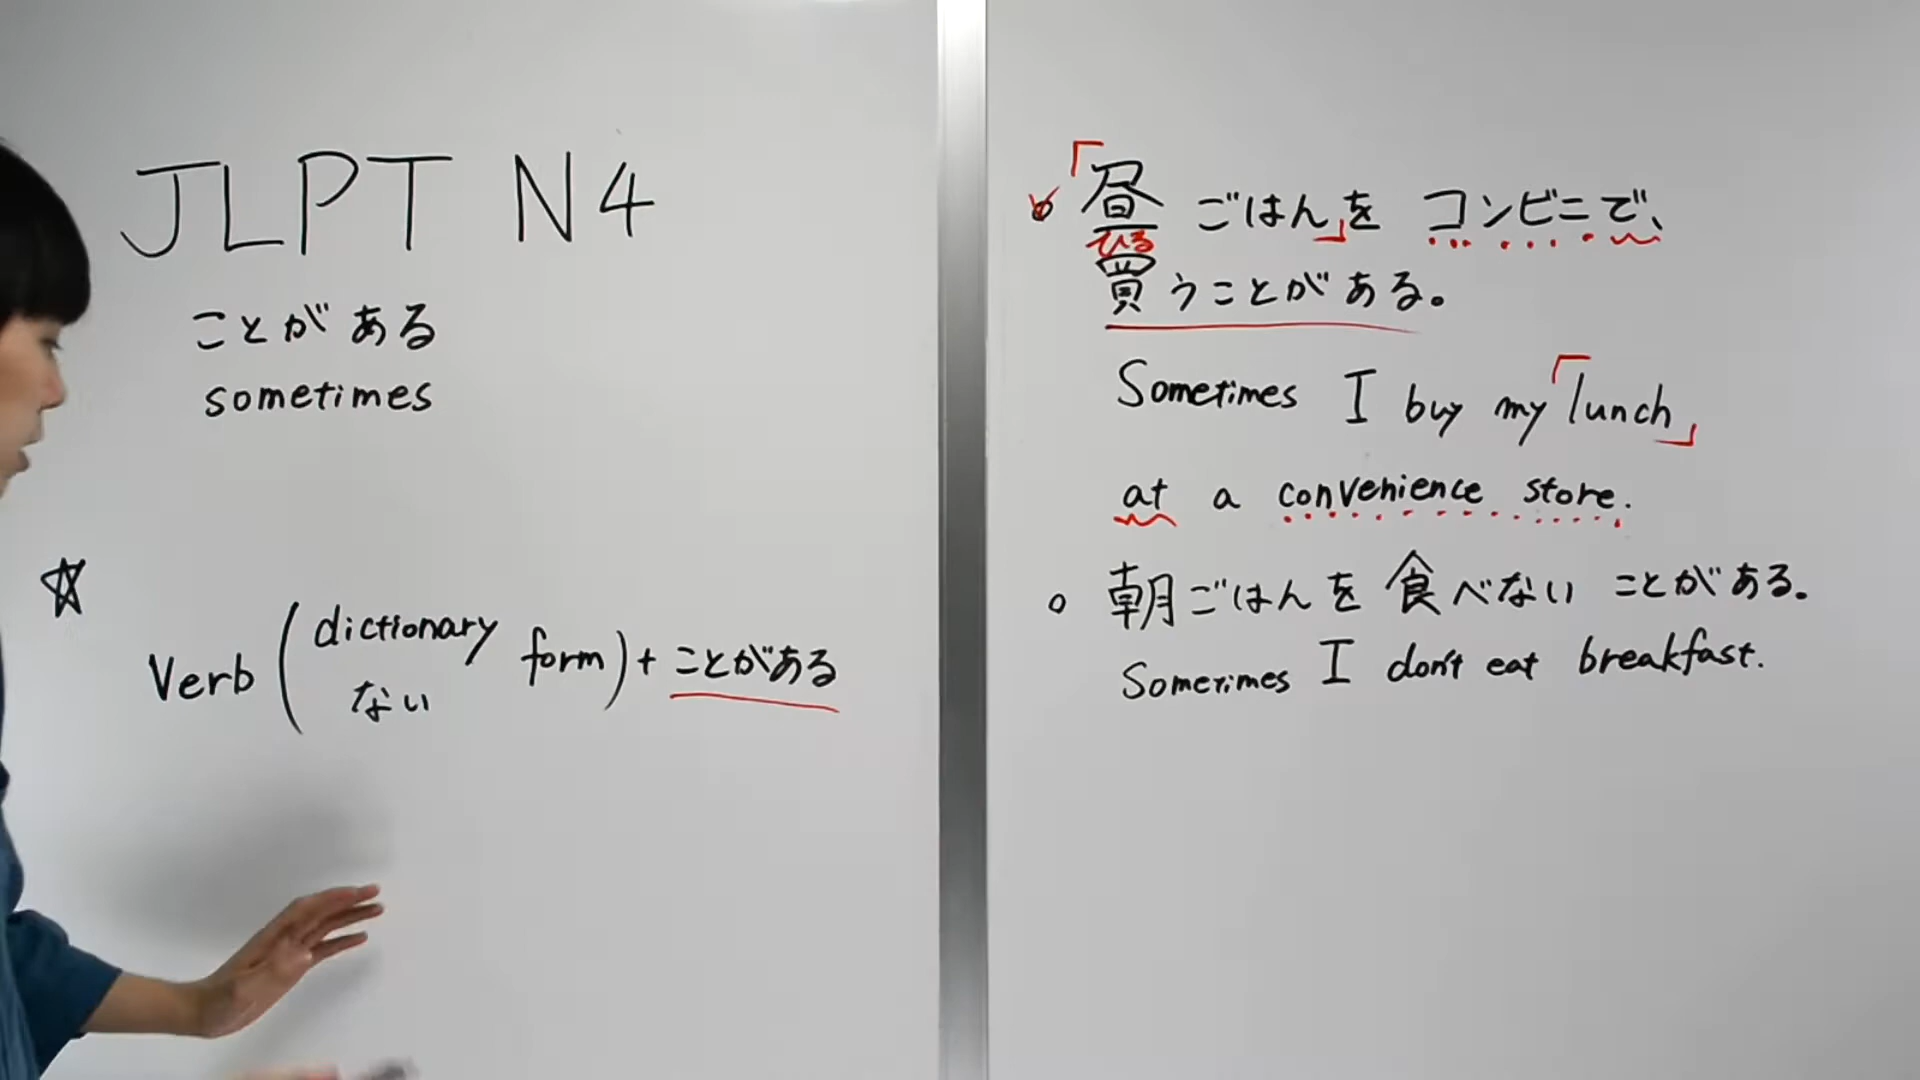 JLPT N4
ことがある
sometimes
☆
Verb (dictionary ない form) + ことがある
○「昼ごはん」をコンビニで、
ひる
買うことがある。
Sometimes I buy my「lunch」
at a convenience store.
○ 朝ごはんを食べない ことがある。
Sometimes I don't eat breakfast.